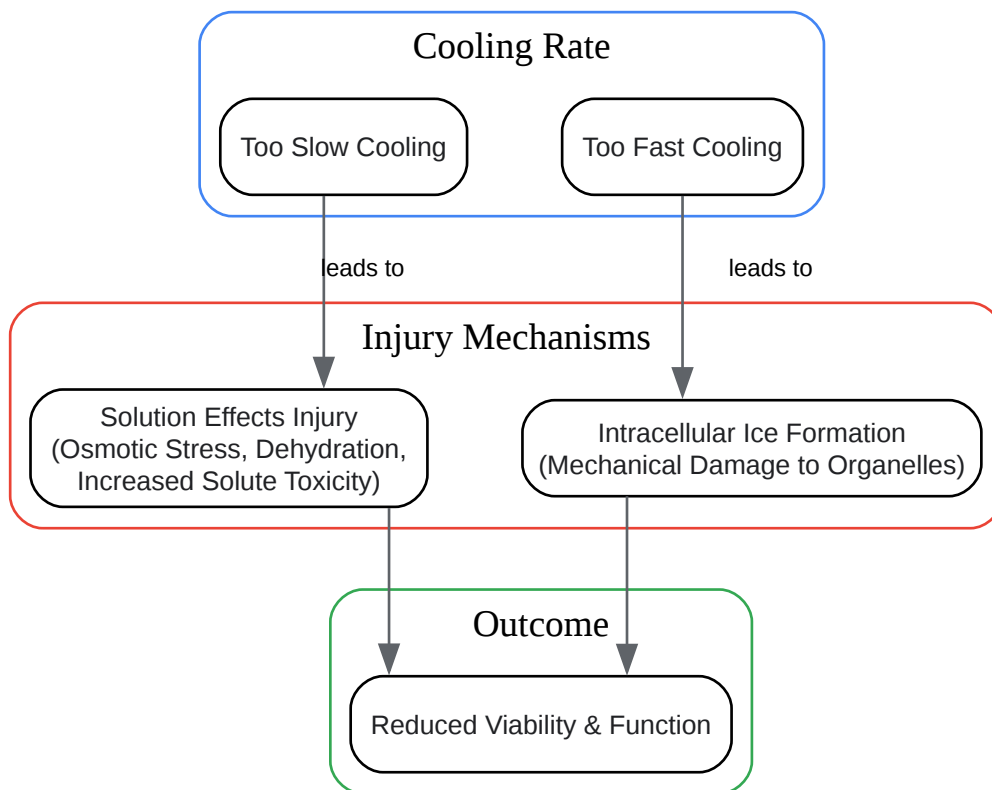 Cooling Rate
Too Slow Cooling
Too Fast Cooling
leads to
leads to
Injury Mechanisms
Solution Effects Injury
(Osmotic Stress, Dehydration,
Increased Solute Toxicity)
Intracellular Ice Formation
(Mechanical Damage to Organelles)
Outcome
Reduced Viability & Function